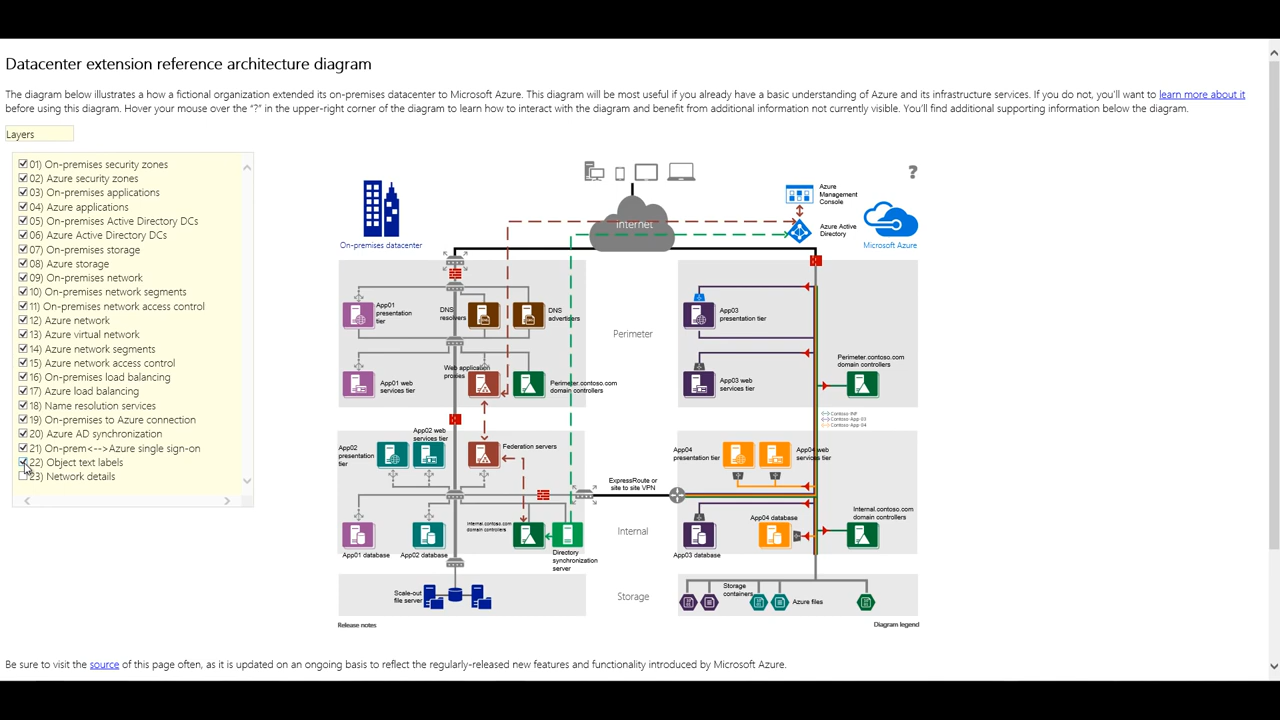 Datacenter extension reference architecture diagram
The diagram below illustrates a how a fictional organization extended its on-premises datacenter to Microsoft Azure. This diagram will be most useful if you already have a basic understanding of Azure and its infrastructure services. If you do not, you'll want to learn more about it
before using this diagram. Hover your mouse over the "?" in the upper-right corner of the diagram to learn how to interact with the diagram and benefit from additional information not currently visible. You'll find additional supporting information below the diagram.
Layers
01) On-premises security zones
02) Azure security zones
03) On-premises applications
04) Azure applications
05) On-premises Active Directory DCs
06) Azure Active Directory DCs
07) On-premises storage
08) Azure storage
09) On-premises network
10) On-premises network segments
11) On-premises network access control
12) Azure network
13) Azure virtual network
14) Azure network segments
15) Azure network access control
16) On-premises load balancing
17) Azure load balancing
18) Name resolution services
19) On-premises to Azure connection
20) Azure AD synchronization
21) On-prem<-->Azure single sign-on
22) Object text labels
23) Network details
?
Azure
Management
Console
Internet
Azure Active
Directory
On-premises datacenter
Microsoft Azure
App01
presentation
tier
DNS
resolvers
DNS
advertisers
Perimeter
App03
presentation tier
App01 web
services tier
Web application
proxies
Perimeter.contoso.com
domain controllers
App03 web
services tier
Perimeter.contoso.com
domain controllers
Contoso-INF
Contoso-App-03
Contoso-App-04
App02
presentation
tier
App02 web
services tier
Federation servers
App04
presentation tier
App04 web
services tier
ExpressRoute or
site to site VPN
Internal
App01 database
App02 database
Internal.contoso.com
domain controllers
Directory
synchronization
server
App03 database
App04 database
Internal.contoso.com
domain controllers
Scale-out
file server
Storage
Storage
containers
Azure files
Release notes
Diagram legend
Be sure to visit the source of this page often, as it is updated on an ongoing basis to reflect the regularly-released new features and functionality introduced by Microsoft Azure.